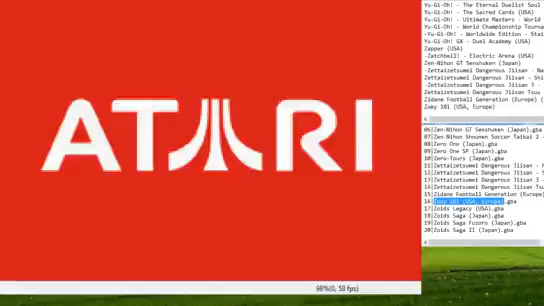 ATARI
98%(0, 58 fps)
Yu-Gi-Oh! - The Eternal Duelist Soul
Yu-Gi-Oh! - The Sacred Cards (USA)
Yu-Gi-Oh! - Ultimate Masters - World
Yu-Gi-Oh! - World Championship Tourna
-Yu-Gi-Oh! - Worldwide Edition - Stai
Yu-Gi-Oh! GX - Duel Academy (USA)
Zapper (USA)
-Zatchbell! - Electric Arena (USA)
Zen-Nihon GT Senshuken (Japan)
-Zettaizetsumei Dangerous Jiisan - Na
Zettaizetsumei Dangerous Jiisan - Shi
-Zettaizetsumei Dangerous Jiisan 3 -
Zettaizetsumei Dangerous Jiisan Tsuu
Zidane Football Generation (Europe) (
Zoey 101 (USA, Europe)
06|Zen-Nihon GT Senshuken (Japan).gba
07|Zen-Nihon Shounen Soccer Taikai 2 -
08|Zero One (Japan).gba
09|Zero One SP (Japan).gba
10|Zero-Tours (Japan).gba
11|Zettaizetsumei Dangerous Jiisan -
12|Zettaizetsumei Dangerous Jiisan - S
13|Zettaizetsumei Dangerous Jiisan 3 -
14|Zettaizetsumei Dangerous Jiisan Tsu
15|Zidane Football Generation (Europe)
16|Zoey 101 (USA, Europe).gba
17|Zoids Legacy (USA).gba
18|Zoids Saga (Japan).gba
19|Zoids Saga Fuzors (Japan).gba
20|Zoids Saga II (Japan).gba